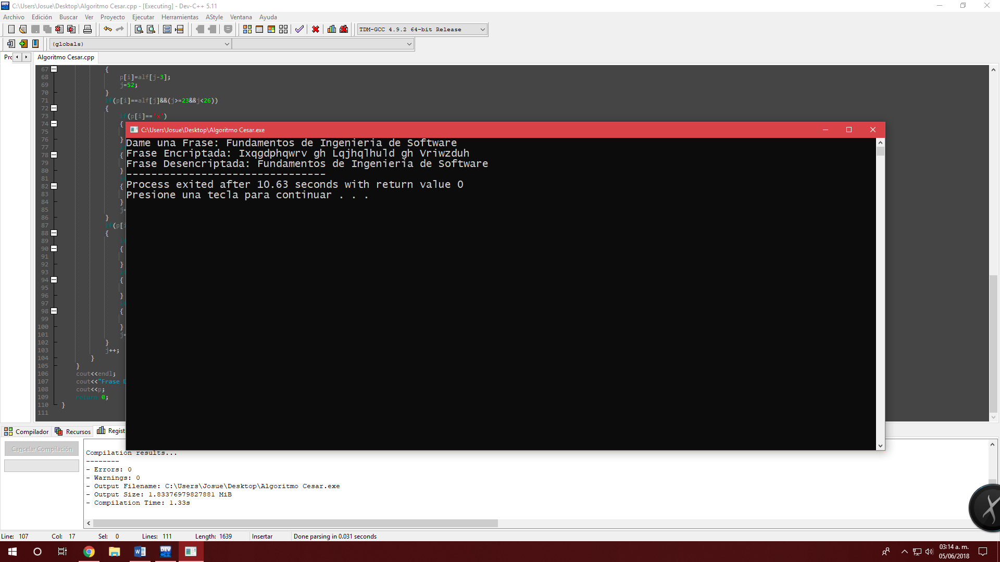 C:\Users\Josue\Desktop\Algoritmo Cesar.cpp - [Executing] - Dev-C++ 5.11
Archivo Edición Buscar Ver Proyecto Ejecutar Herramientas AStyle Ventana Ayuda
TDM-GCC 4.9.2 64-bit Release
(globals)
Prc
Algoritmo Cesar.cpp
67 {
68 p[i]=alf[j-3];
69 j=52;
70 }
71 if(p[i]==alf[j]&&(j>=23&&j<26))
72 {
73 if(p[i]=='x')
74 {
75
76 }
77
78 {
79
80 }
81
82 {
83
84 }
85 j=
86 }
87 if(p[i
88 {
89
90 {
91
92 }
93
94 {
95
96 }
97
98 {
99
100 }
101 j=
102 }
103 j++;
104 }
105 }
106 cout<<endl;
107 cout<<"Frase D
108 cout<<p;
109 return 0;
110 }
111
C:\Users\Josue\Desktop\Algoritmo Cesar.exe
Dame una Frase: Fundamentos de Ingenieria de Software
Frase Encriptada: Ixqgdphqwrv gh Lqjhqlhuld gh Vriwzduh
Frase Desencriptada: Fundamentos de Ingenieria de Software
--------------------------------
Process exited after 10.63 seconds with return value 0
Presione una tecla para continuar . . .
Compilador Recursos Regist
Cancelar Compilación
Compilation results...
--------
- Errors: 0
- Warnings: 0
- Output Filename: C:\Users\Josue\Desktop\Algoritmo Cesar.exe
- Output Size: 1.83376979827881 MiB
- Compilation Time: 1.33s
Line: 107 Col: 17 Sel: 0 Lines: 111 Length: 1639 Insertar Done parsing in 0.031 seconds
DEV
03:14 a. m.
05/06/2018